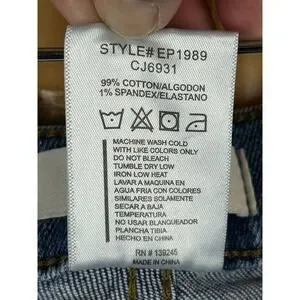 STYLE# EP1989
CJ6931
99% COTTON/ALGODON
1% SPANDEX/ELASTANO
MACHINE WASH COLD
WITH LIKE COLORS ONLY
DO NOT BLEACH
TUMBLE DRY LOW
IRON LOW HEAT
LAVAR A MAQUINA EN
AGUA FRIA CON COLORES
SIMILARES SOLAMENTE
SECAR A BAJA
TEMPERATURA
NO USAR BLANQUEADOR
PLANCHA TIBIA
HECHO EN CHINA
RN # 139245
MADE IN CHINA